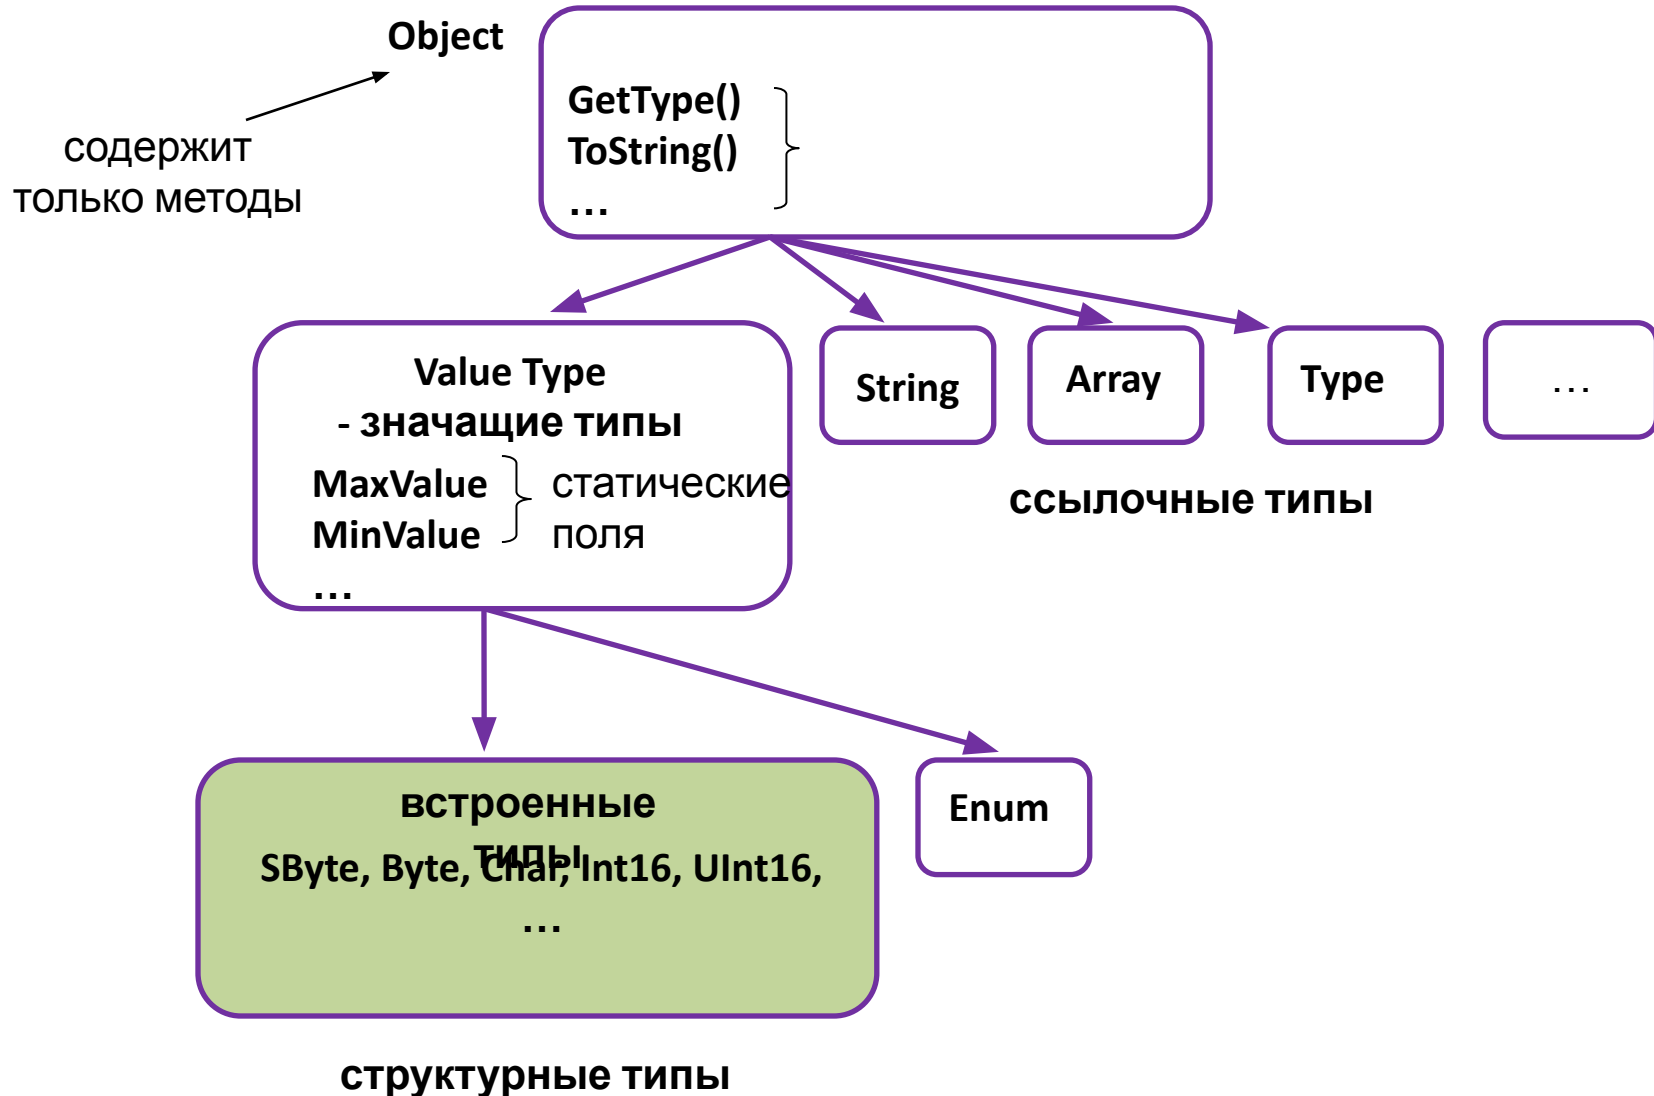 Object
GetType()
ToString()
...
содержит
только методы
Value Type
- значащие типы
MaxValue
MinValue
статические
поля
...
String
Array
Type
...
ссылочные типы
встроенные
типы
SByte, Byte, Char, Int16, UInt16,
...
Enum
структурные типы